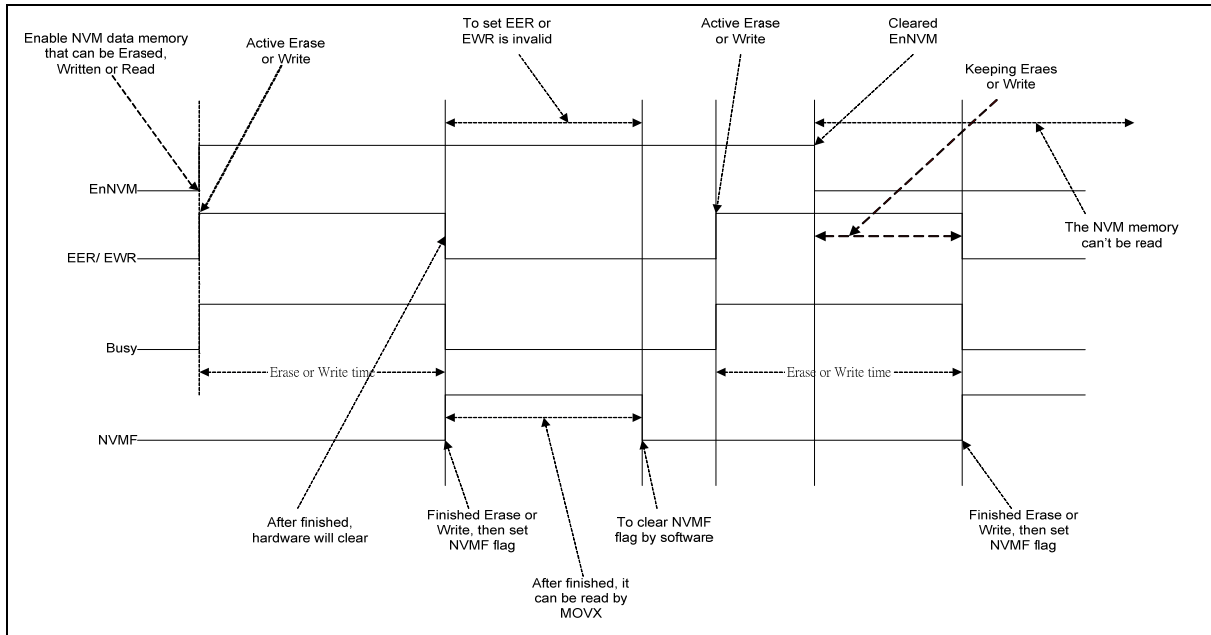 To set EER or
EWR is invalid
Active Erase
or Write
Cleared
EnNVM
Enable NVM data memory
that can be Erased,
Written or Read
Active Erase
or Write
Keeping Eraes
or Write
EnNVM
The NVM memory
can't be read
EER/ EWR
Busy
Erase or Write time
Erase or Write time
NVMF
After finished,
hardware will clear
Finished Erase or
Write, then set
NVMF flag
To clear NVMF
flag by software
Finished Erase or
Write, then set
NVMF flag
After finished, it
can be read by
MOVX